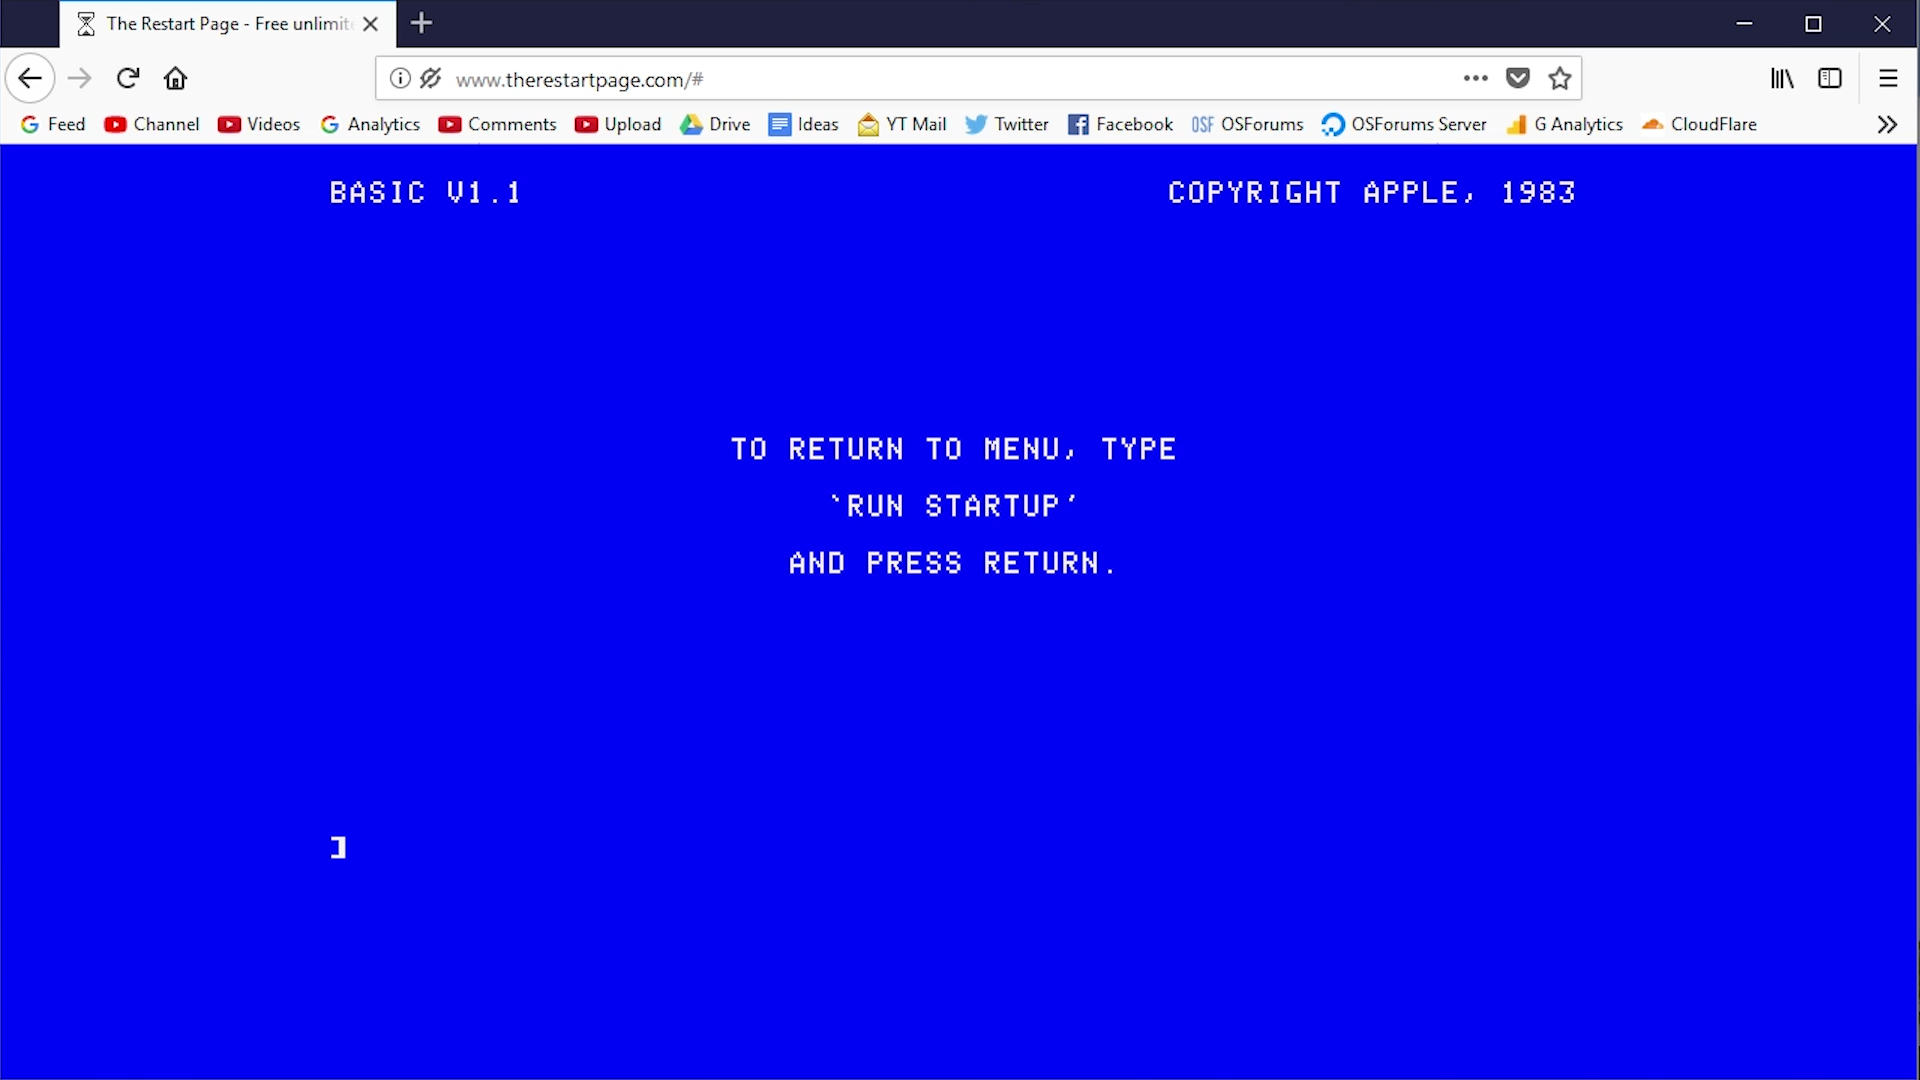 The Restart Page - Free unlimit
www.therestartpage.com/#
Feed Channel Videos Analytics Comments Upload Drive Ideas YT Mail Twitter Facebook OSF OSForums OSForums Server G Analytics CloudFlare
BASIC V1.1 COPYRIGHT APPLE, 1983
TO RETURN TO MENU, TYPE
`RUN STARTUP'
AND PRESS RETURN.
]